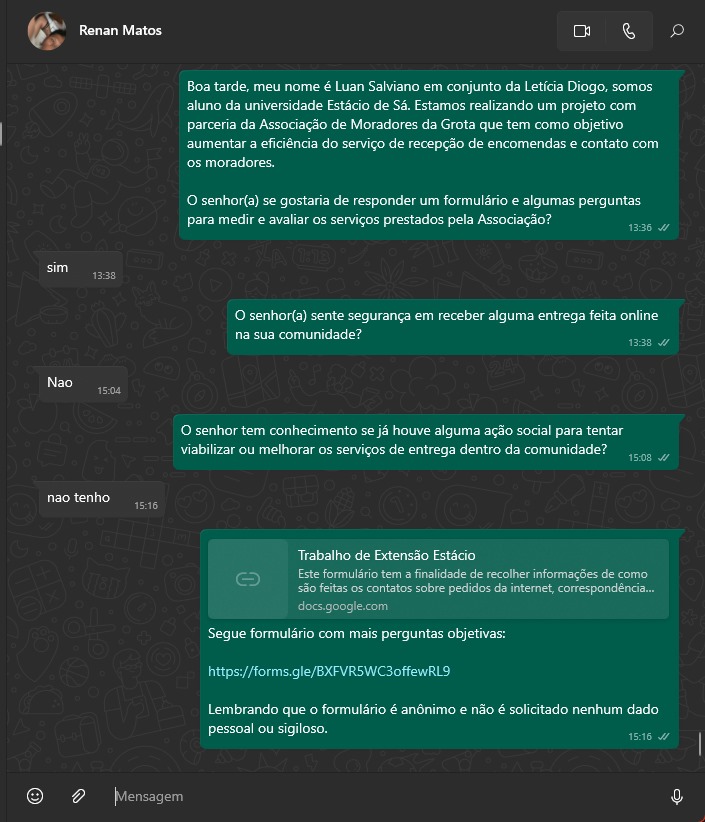 Renan Matos
Boa tarde, meu nome é Luan Salviano em conjunto da Letícia Diogo, somos
aluno da universidade Estácio de Sá. Estamos realizando um projeto com
parceria da Associação de Moradores da Grota que tem como objetivo
aumentar a eficiência do serviço de recepção de encomendas e contato com
os moradores.
O senhor(a) se gostaria de responder um formulário e algumas perguntas
para medir e avaliar os serviços prestados pela Associação?
13:36
sim
13:38
O senhor(a) sente segurança em receber alguma entrega feita online
na sua comunidade?
13:38
Nao
15:04
O senhor tem conhecimento se já houve alguma ação social para tentar
viabilizar ou melhorar os serviços de entrega dentro da comunidade?
15:08
nao tenho
15:16
Trabalho de Extensão Estácio
Este formulário tem a finalidade de recolher informações de como
são feitas os contatos sobre pedidos da internet, correspondência...
docs.google.com
Segue formulário com mais perguntas objetivas:
https://forms.gle/BXFVR5WC3offewRL9
Lembrando que o formulário é anônimo e não é solicitado nenhum dado
pessoal ou sigiloso.
15:16
Mensagem